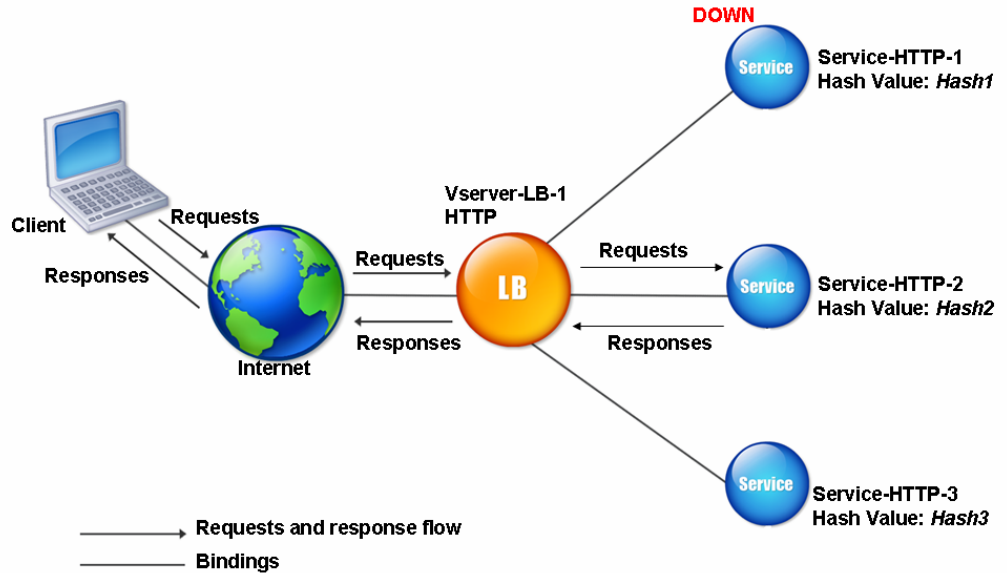 DOWN
Service
Service-HTTP-1
Hash Value: Hash1
Vserver-LB-1
HTTP
Client
Requests
Responses
Internet
Requests
Responses
LB
Requests
Responses
Service
Service-HTTP-2
Hash Value: Hash2
Service
Service-HTTP-3
Hash Value: Hash3
Requests and response flow
Bindings